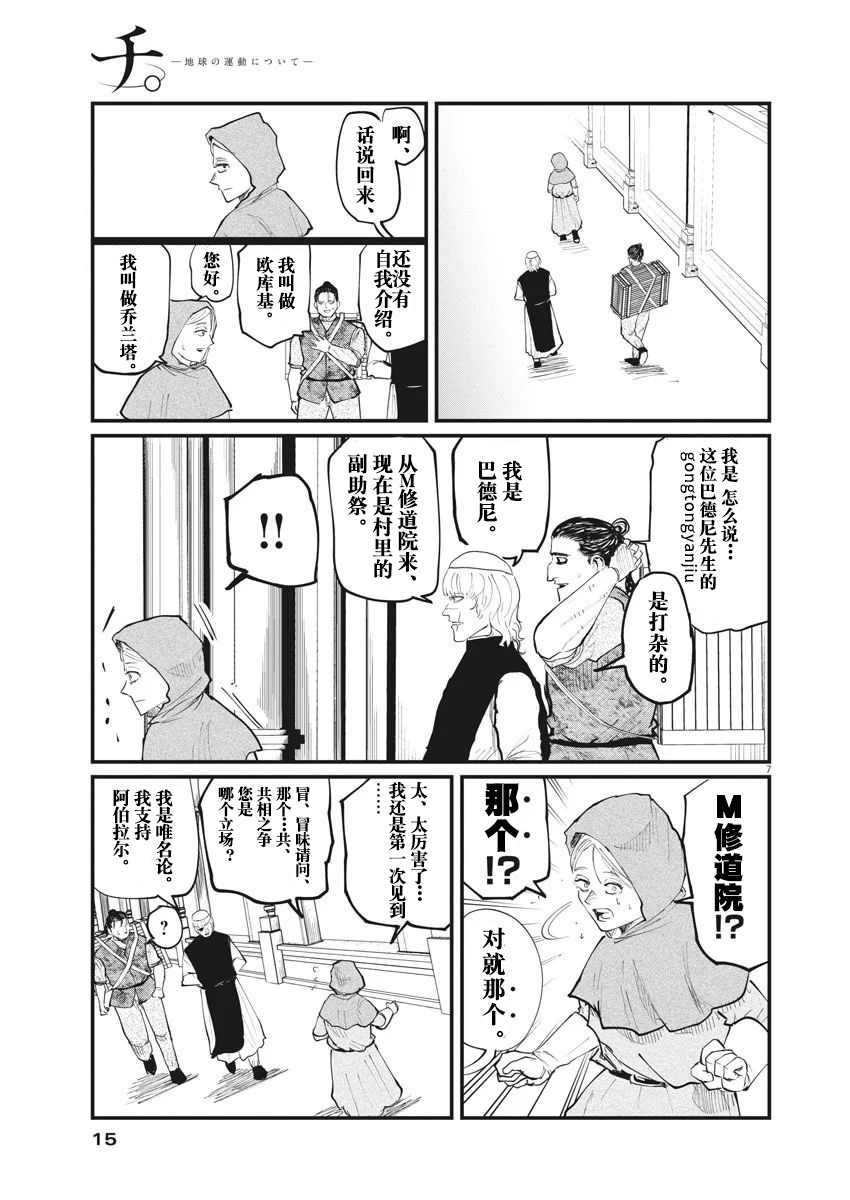 チ。
―地球の運動について―
啊、
话说回来、
还没有
自我介绍。
我叫做
欧库基。
您好。
我叫做乔兰塔。
我是 怎么说…
这位巴德尼先生的
gongtongyanjiu
是打杂的。
我是
巴德尼。
从M修道院来、
现在是村里的
副助祭。
!!
7
M修道院!?
那个!?
对就那个。
太、太厉害了…
我还是第一次见到
……
冒、冒昧请问、
那个…共、
共相之争
您是
哪个立场？
我是唯名论。
我支持
阿伯拉尔。
?
15